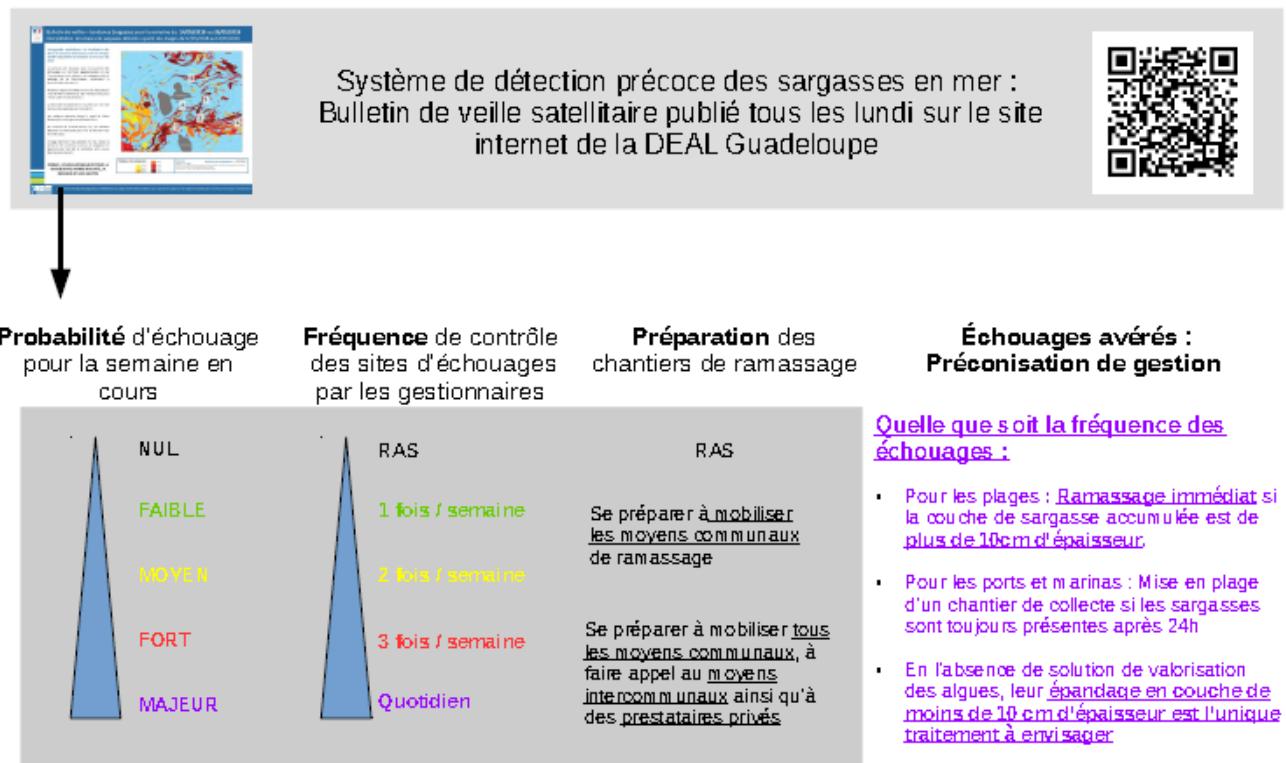 Système de détection précoce des sargasses en mer :
Bulletin de veille satellitaire publié tous les lundi sur le site
internet de la DEAL Guadeloupe
Probabilité d'échouage
pour la semaine en
cours
Fréquence de contrôle
des sites d'échouages
par les gestionnaires
Préparation des
chantiers de ramassage
Échouages avérés :
Préconisation de gestion
NUL
FAIBLE
MOYEN
FORT
MAJEUR
RAS
1 fois / semaine
2 fois / semaine
3 fois / semaine
Quotidien
RAS
Se préparer à mobiliser
les moyens communaux
de ramassage
Se préparer à mobiliser tous
les moyens communaux, à
faire appel au moyens
intercommunaux ainsi qu'à
des prestataires privés
Quelle que soit la fréquence des
échouages :
▪ Pour les plages : Ramassage immédiat si
la couche de sargasse accumulée est de
plus de 10cm d'épaisseur.
▪ Pour les ports et marinas : Mise en plage
d'un chantier de collecte si les sargasses
sont toujours présentes après 24h
▪ En l'absence de solution de valorisation
des algues, leur épandage en couche de
moins de 10 cm d'épaisseur est l'unique
traitement à envisager